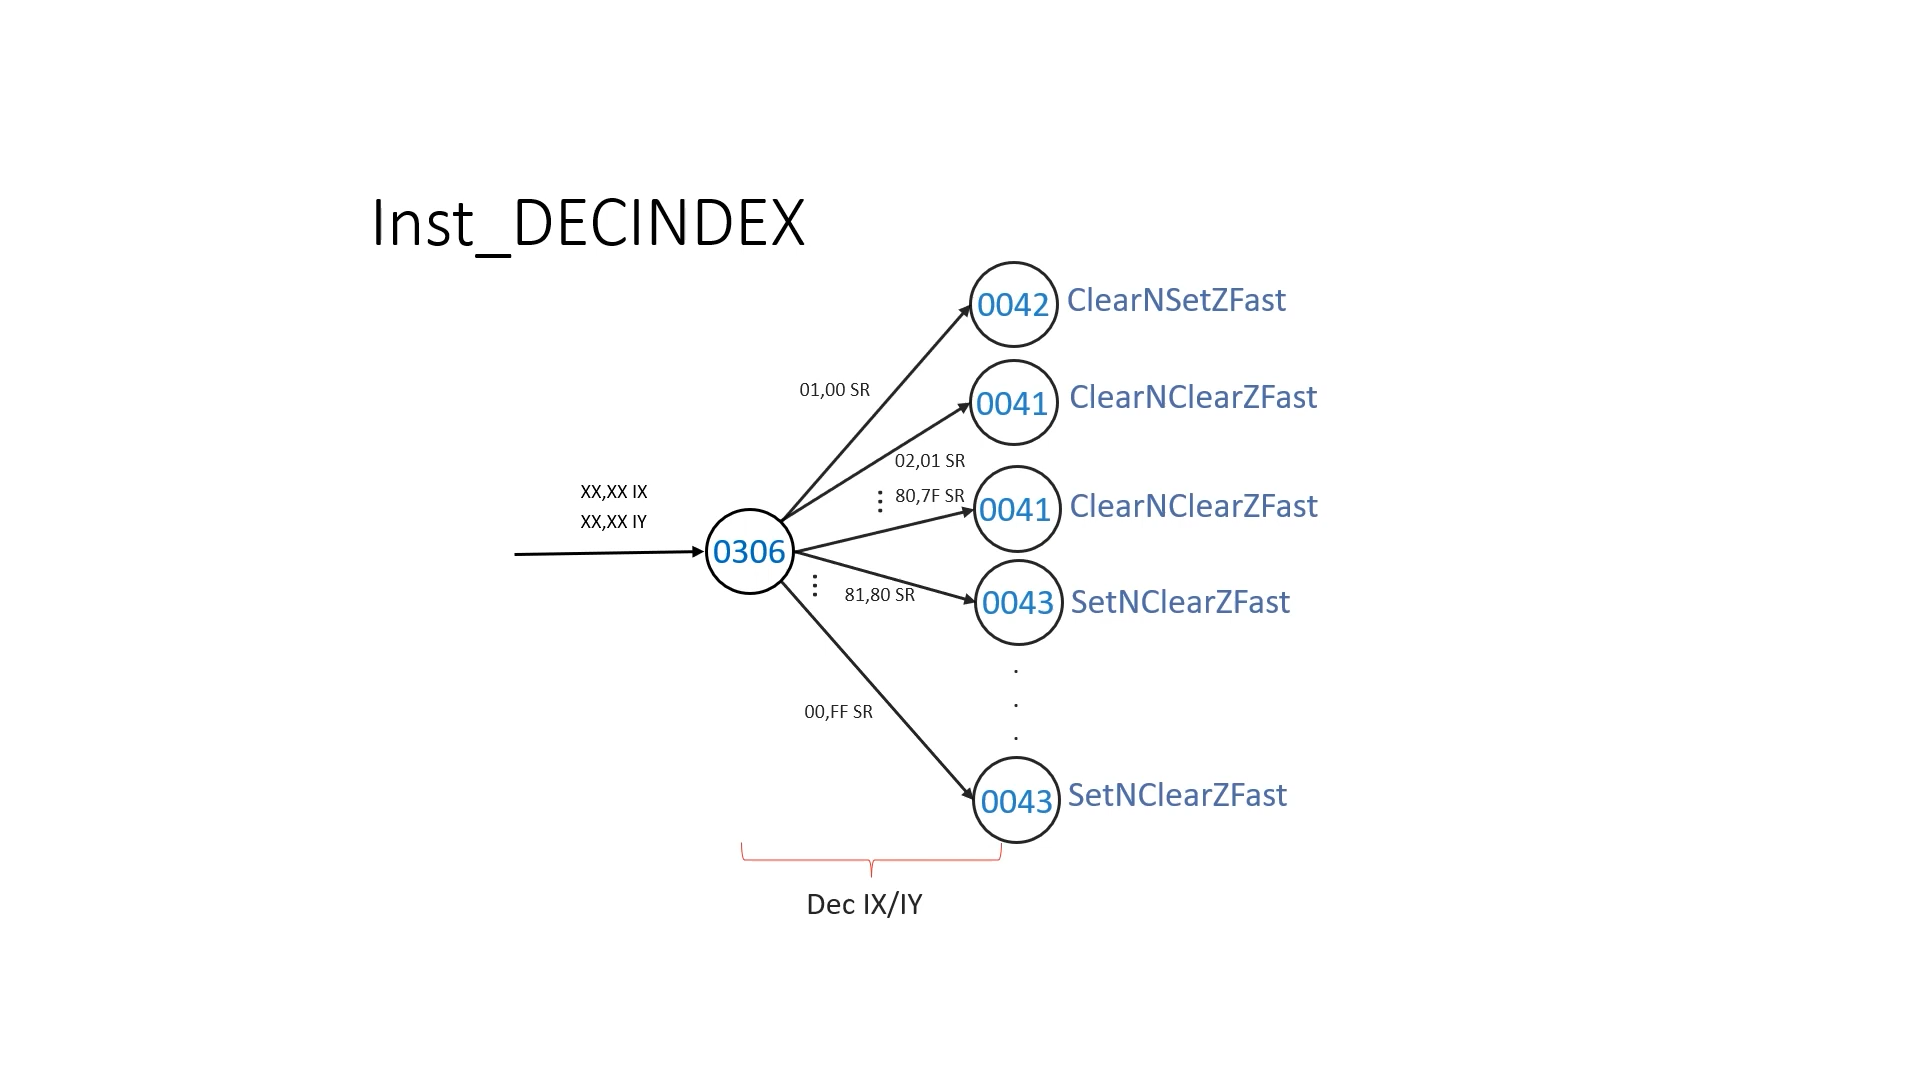 Inst_DECINDEX
0042 ClearNSetZFast
01,00 SR
0041 ClearNClearZFast
02,01 SR
80,7F SR
0041 ClearNClearZFast
XX,XX IX
XX,XX IY
0306
81,80 SR
0043 SetNClearZFast
00,FF SR
0043 SetNClearZFast
Dec IX/IY